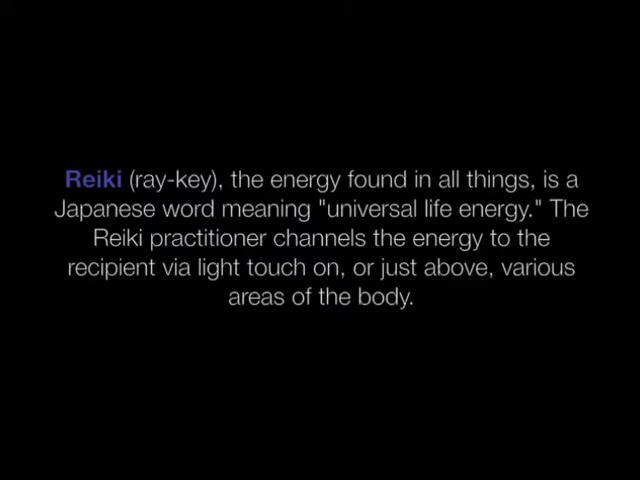 Reiki (ray-key), the energy found in all things, is a
Japanese word meaning "universal life energy." The
Reiki practitioner channels the energy to the
recipient via light touch on, or just above, various
areas of the body.